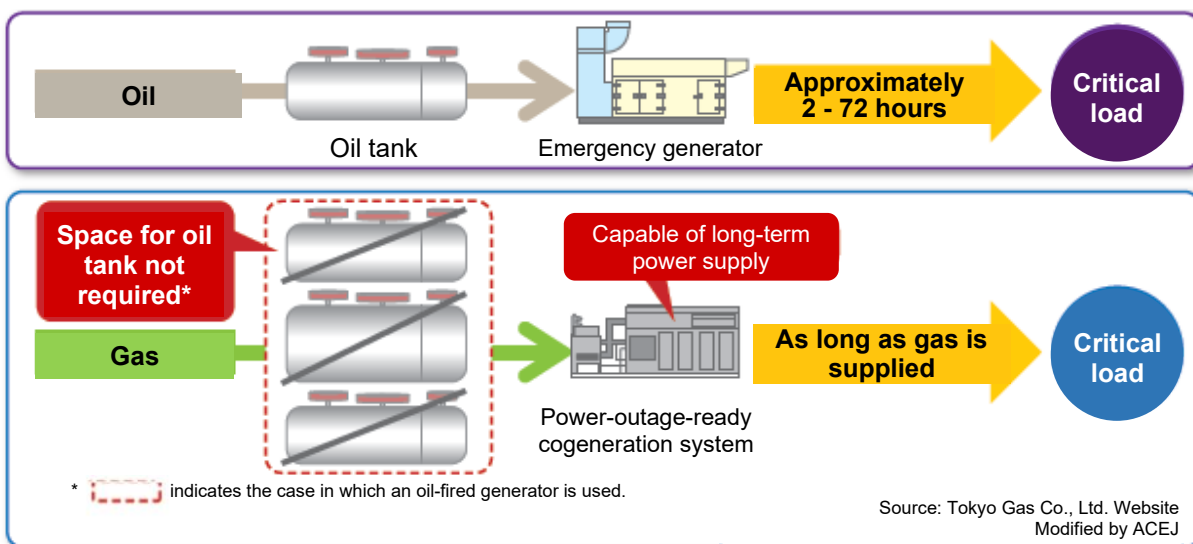 Oil
Oil tank
Emergency generator
Approximately
2 - 72 hours
Critical
load
Space for oil
tank not
required*
Gas
Capable of long-term
power supply
Power-outage-ready
cogeneration system
As long as gas is
supplied
Critical
load
* indicates the case in which an oil-fired generator is used.
Source: Tokyo Gas Co., Ltd. Website
Modified by ACEJ